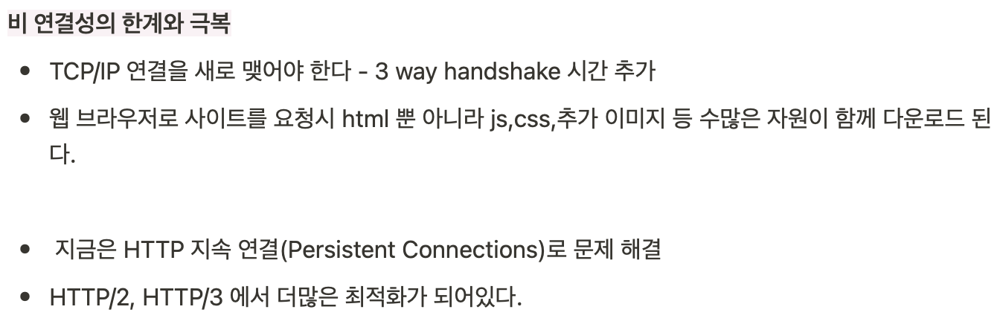 비 연결성의 한계와 극복
• TCP/IP 연결을 새로 맺어야 한다 - 3 way handshake 시간 추가
• 웹 브라우저로 사이트를 요청시 html 뿐 아니라 js,css,추가 이미지 등 수많은 자원이 함께 다운로드 된
다.
• 지금은 HTTP 지속 연결(Persistent Connections)로 문제 해결
• HTTP/2, HTTP/3 에서 더많은 최적화가 되어있다.